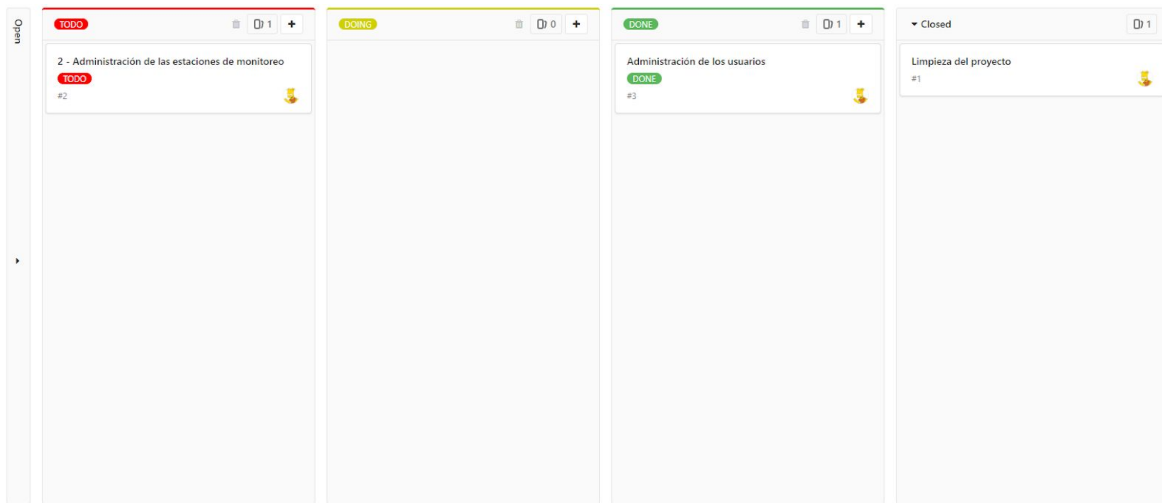 Open
TODO
1
2 - Administración de las estaciones de monitoreo
TODO
#2
DOING
0
DONE
1
Administración de los usuarios
DONE
#3
Closed
1
Limpieza del proyecto
#1